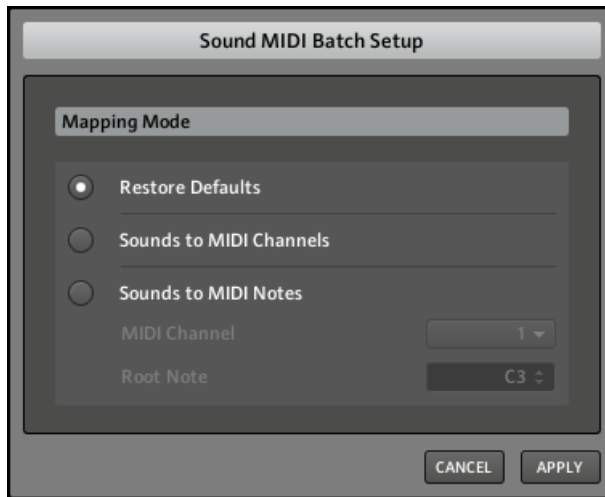 Sound MIDI Batch Setup
Mapping Mode
Restore Defaults
Sounds to MIDI Channels
Sounds to MIDI Notes
MIDI Channel 1
Root Note C3
CANCEL APPLY